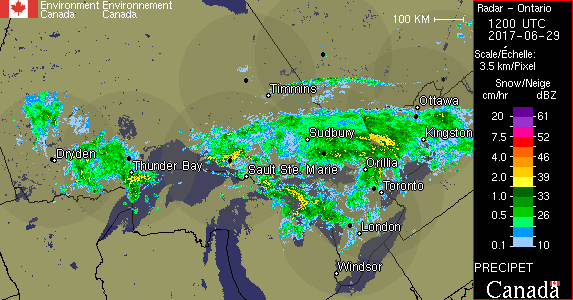 Environment Environnement
Canada Canada
100 KM
Timmins
Ottawa
Sudbury
Kingston
Dryden
Thunder Bay
Sault Ste. Marie
Orillia
Toronto
London
Windsor
Radar - Ontario
1200 UTC
2017-06-29
Scale/Échelle:
3.5 km/Pixel
Snow/Neige
cm/hr dBZ
20 61
7.5 52
4.0 46
2.0 39
1.0 33
0.5 26
0.1 10
PRECIPET
Canada